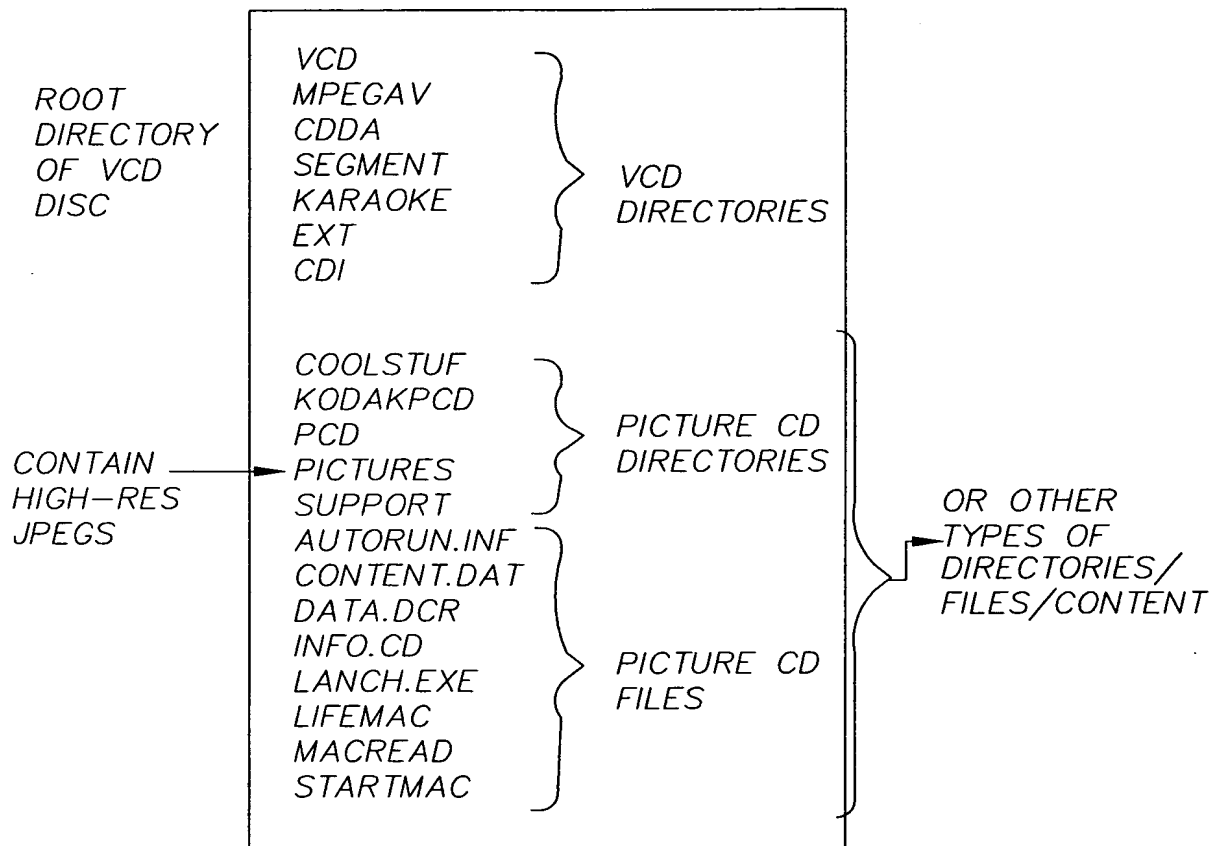 ROOT
DIRECTORY
OF VCD
DISC
VCD
MPEGAV
CDDA
SEGMENT
KARAOKE
EXT
CDI
VCD
DIRECTORIES
CONTAIN
HIGH-RES
JPEGS
COOLSTUF
KODAKPCD
PCD
PICTURES
SUPPORT
PICTURE CD
DIRECTORIES
AUTORUN.INF
CONTENT.DAT
DATA.DCR
INFO.CD
LANCH.EXE
LIFEMAC
MACREAD
STARTMAC
PICTURE CD
FILES
OR OTHER
TYPES OF
DIRECTORIES/
FILES/CONTENT